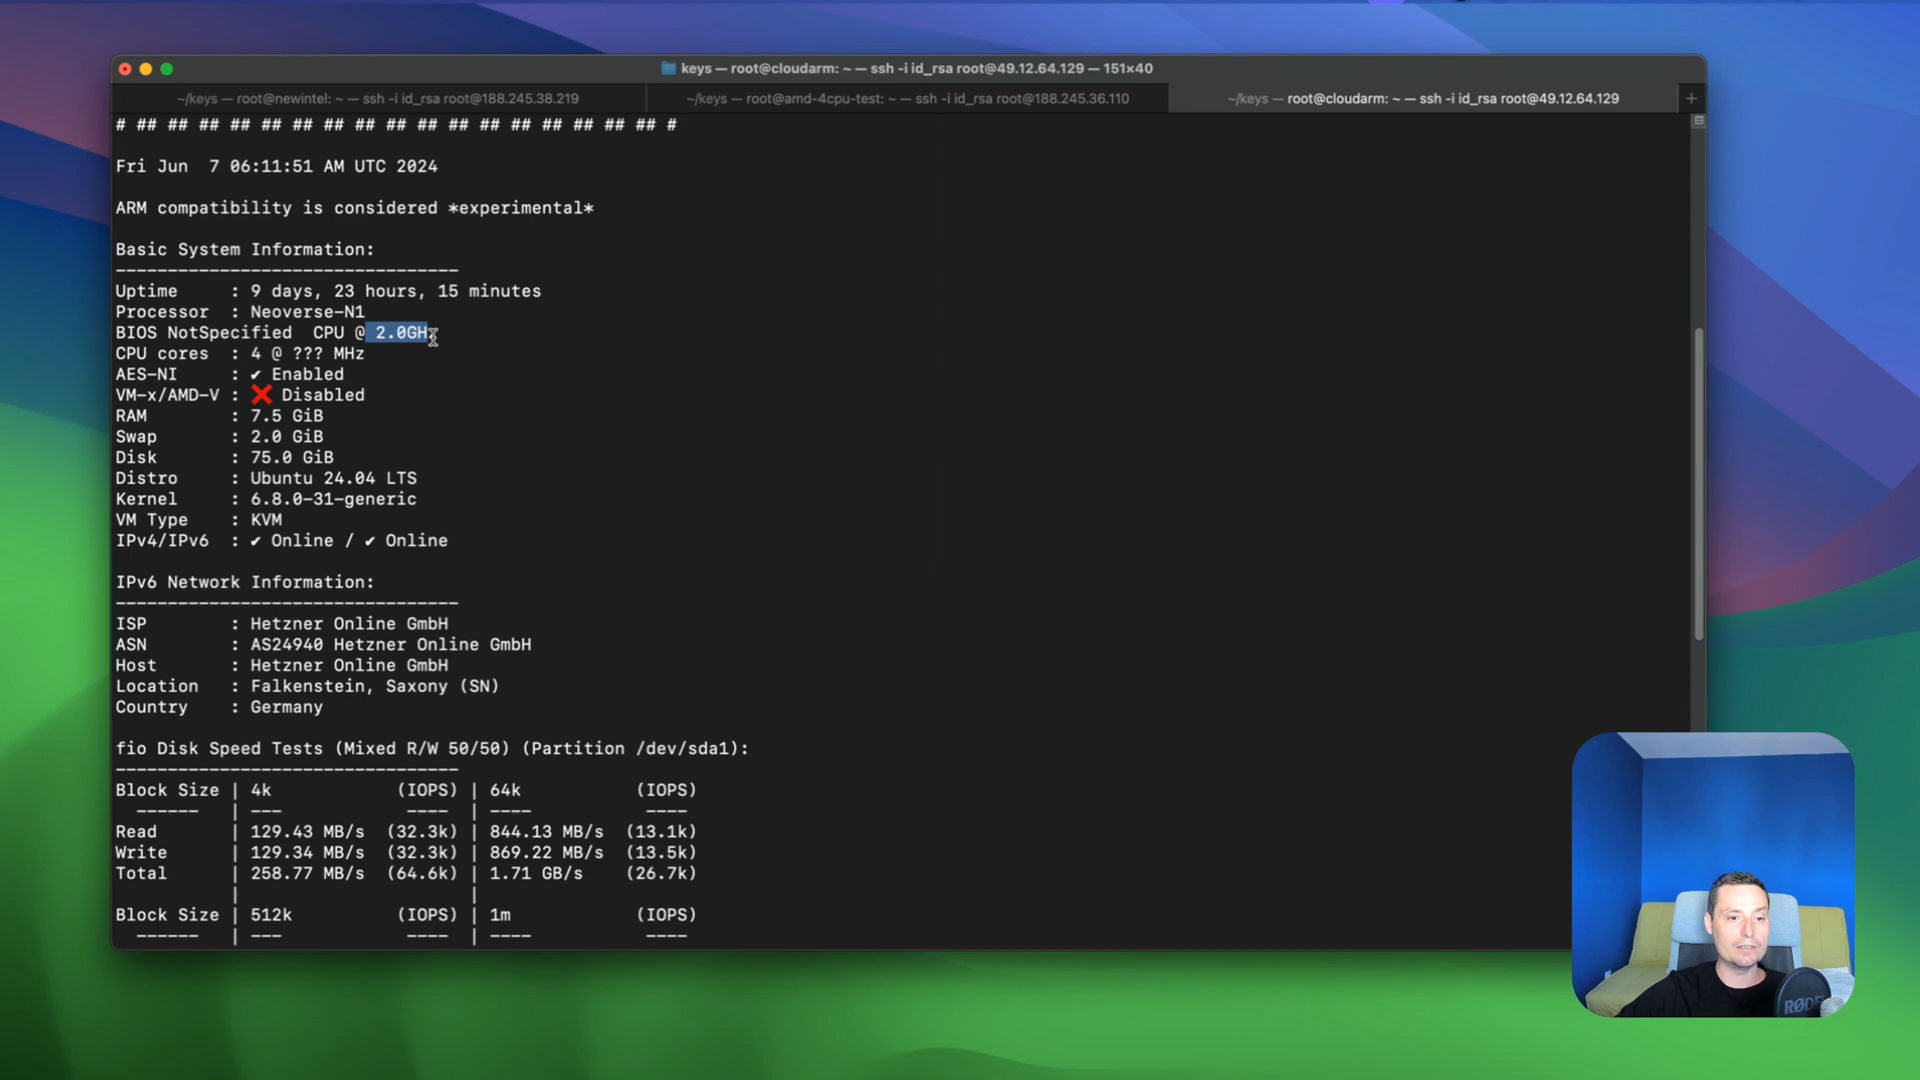 keys — root@cloudarm: ~ — ssh -i id_rsa root@49.12.64.129 — 151×40
~/keys — root@newintel: ~ — ssh -i id_rsa root@188.245.38.219
~/keys — root@amd-4cpu-test: ~ — ssh -i id_rsa root@188.245.36.110
~/keys — root@cloudarm: ~ — ssh -i id_rsa root@49.12.64.129
# ## ## ## ## ## ## ## ## ## ## ## ## ## ## ## ## ## #
Fri Jun  7 06:11:51 AM UTC 2024
ARM compatibility is considered *experimental*
Basic System Information:
---------------------------------
Uptime     : 9 days, 23 hours, 15 minutes
Processor  : Neoverse-N1
BIOS NotSpecified  CPU @ 2.0GHz
CPU cores  : 4 @ ??? MHz
AES-NI     : ✔ Enabled
VM-x/AMD-V : ❌ Disabled
RAM        : 7.5 GiB
Swap       : 2.0 GiB
Disk       : 75.0 GiB
Distro     : Ubuntu 24.04 LTS
Kernel     : 6.8.0-31-generic
VM Type    : KVM
IPv4/IPv6  : ✔ Online / ✔ Online
IPv6 Network Information:
---------------------------------
ISP        : Hetzner Online GmbH
ASN        : AS24940 Hetzner Online GmbH
Host       : Hetzner Online GmbH
Location   : Falkenstein, Saxony (SN)
Country    : Germany
fio Disk Speed Tests (Mixed R/W 50/50) (Partition /dev/sda1):
---------------------------------
Block Size | 4k            (IOPS) | 64k           (IOPS)
  ------   | ---            ----  | ----           ----
Read       | 129.43 MB/s  (32.3k) | 844.13 MB/s  (13.1k)
Write      | 129.34 MB/s  (32.3k) | 869.22 MB/s  (13.5k)
Total      | 258.77 MB/s  (64.6k) | 1.71 GB/s    (26.7k)
           |                      |
Block Size | 512k          (IOPS) | 1m            (IOPS)
  ------   | ---            ----  | ----           ----
RØDE